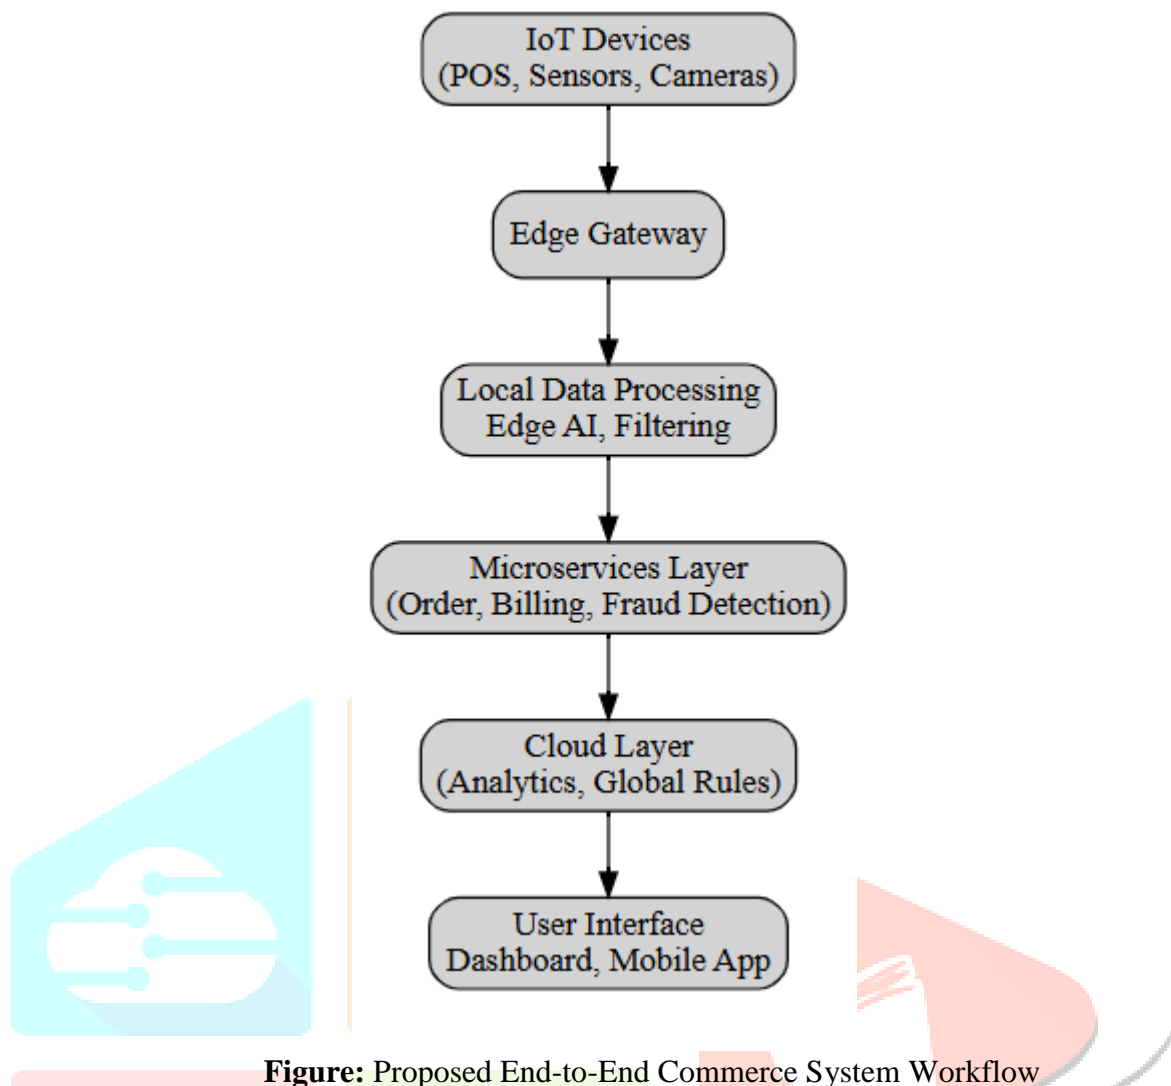 IoT Devices
(POS, Sensors, Cameras)
Edge Gateway
Local Data Processing
Edge AI, Filtering
Microservices Layer
(Order, Billing, Fraud Detection)
Cloud Layer
(Analytics, Global Rules)
User Interface
Dashboard, Mobile App
Figure: Proposed End-to-End Commerce System Workflow